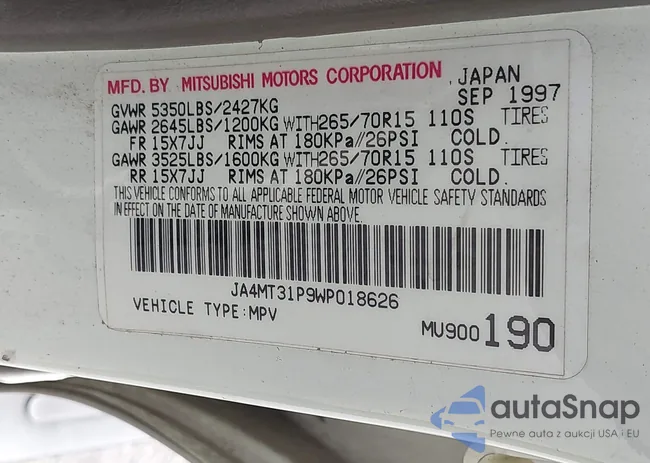 MFD. BY MITSUBISHI MOTORS CORPORATION JAPAN
GVWR 5350LBS/2427KG SEP 1997
GAWR 2645LBS/1200KG WITH265/70R15 110S TIRES
FR 15X7JJ RIMS AT 180KPa//26PSI COLD.
GAWR 3525LBS/1600KG WITH265/70R15 110S TIRES
RR 15X7JJ RIMS AT 180KPa//26PSI COLD.
THIS VEHICLE CONFORMS TO ALL APPLICABLE FEDERAL MOTOR VEHICLE SAFETY STANDARDS
IN EFFECT ON THE DATE OF MANUFACTURE SHOWN ABOVE.
JA4MT31P9WP018626
VEHICLE TYPE:MPV
MU900190
autaSnap
Pewne auta z aukcji USA i EU